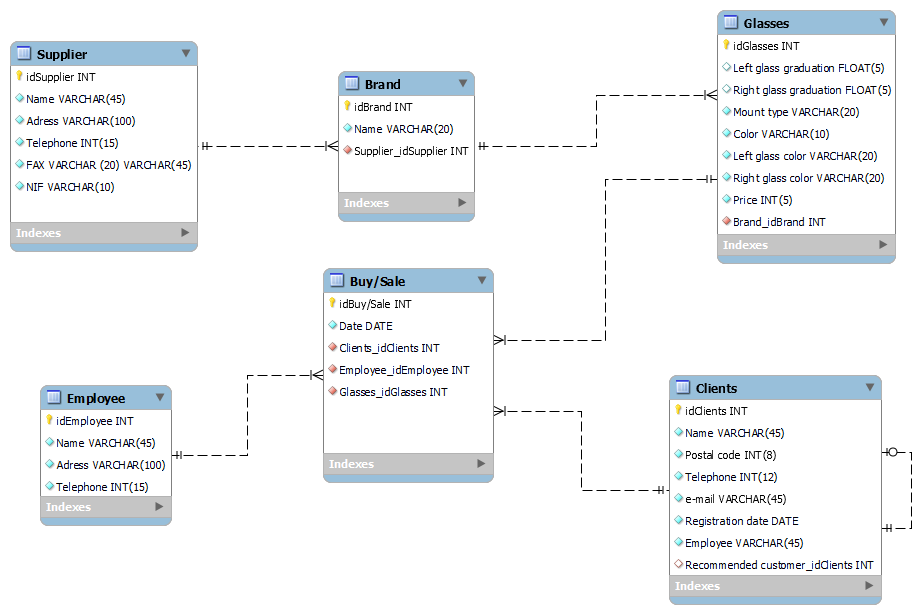 Supplier
idSupplier INT
Name VARCHAR(45)
Adress VARCHAR(100)
Telephone INT(15)
FAX VARCHAR (20) VARCHAR(45)
NIF VARCHAR(10)
Indexes
Brand
idBrand INT
Name VARCHAR(20)
Supplier_idSupplier INT
Indexes
Glasses
idGlasses INT
Left glass graduation FLOAT(5)
Right glass graduation FLOAT(5)
Mount type VARCHAR(20)
Color VARCHAR(10)
Left glass color VARCHAR(20)
Right glass color VARCHAR(20)
Price INT(5)
Brand_idBrand INT
Indexes
Buy/Sale
idBuy/Sale INT
Date DATE
Clients_idClients INT
Employee_idEmployee INT
Glasses_idGlasses INT
Indexes
Employee
idEmployee INT
Name VARCHAR(45)
Adress VARCHAR(100)
Telephone INT(15)
Indexes
Clients
idClients INT
Name VARCHAR(45)
Postal code INT(8)
Telephone INT(12)
e-mail VARCHAR(45)
Registration date DATE
Employee VARCHAR(45)
Recommended customer_idClients INT
Indexes